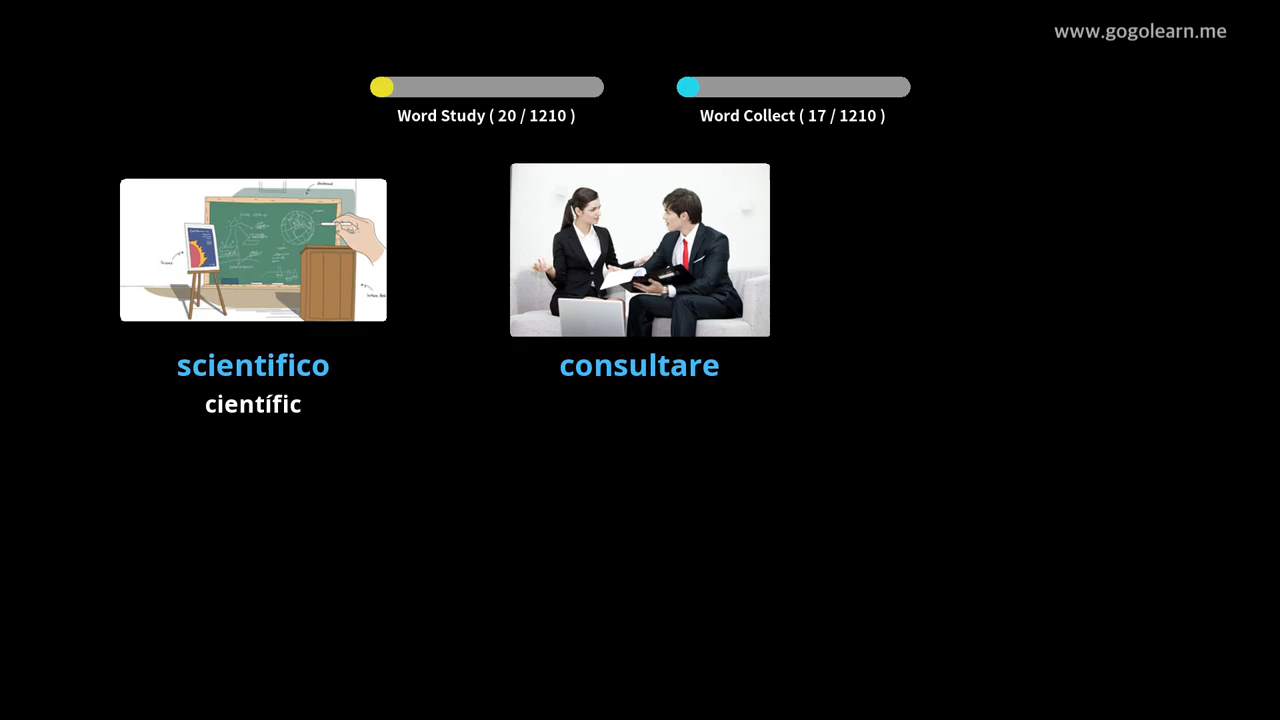 www.gogolearn.me
Word Study ( 20 / 1210 )
Word Collect ( 17 / 1210 )
scientifico
científic
consultare